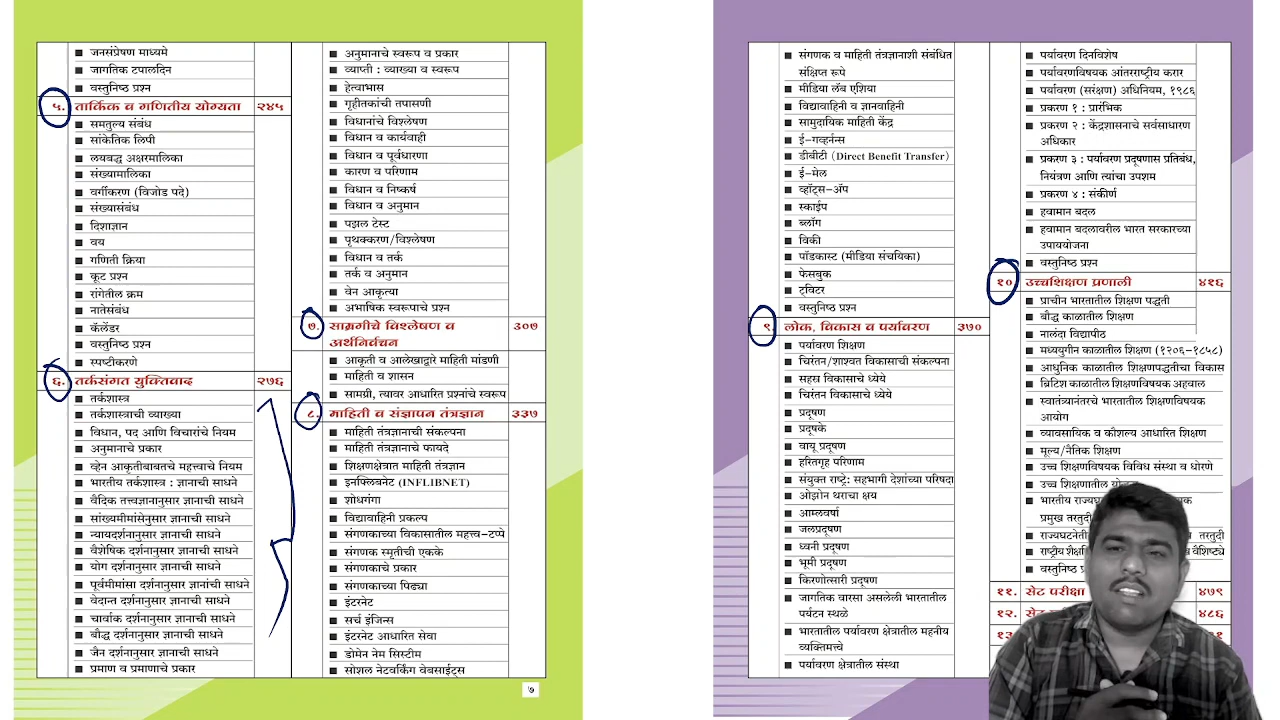 जनसंप्रेषण माध्यमे
जागतिक टपालदिन
वस्तुनिष्ठ प्रश्न
५. तार्किक व गणितीय योग्यता २४५
समतुल्य संबंध
सांकेतिक लिपी
लयबद्ध अक्षरमालिका
संख्यामालिका
वर्गीकरण (विजोड पदे)
संख्यासंबंध
दिशाज्ञान
वय
गणिती क्रिया
कूट प्रश्न
रांगेतील क्रम
नातेसंबंध
कॅलेंडर
वस्तुनिष्ठ प्रश्न
स्पष्टीकरणे
६. तर्कसंगत युक्तिवाद २७६
तर्कशास्त्र
तर्कशास्त्राची व्याख्या
विधान, पद आणि विचारांचे नियम
अनुमानाचे प्रकार
व्हेन आकृतीबाबतचे महत्त्वाचे नियम
भारतीय तर्कशास्त्र : ज्ञानाची साधने
वैदिक तत्त्वज्ञानानुसार ज्ञानाची साधने
सांख्यमीमांसेनुसार ज्ञानाची साधने
न्यायदर्शनानुसार ज्ञानाची साधने
वैशेषिक दर्शनानुसार ज्ञानाची साधने
योग दर्शनानुसार ज्ञानाची साधने
पूर्वमीमांसा दर्शनानुसार ज्ञानांची साधने
वेदान्त दर्शनानुसार ज्ञानाची साधने
चार्वाक दर्शनानुसार ज्ञानाची साधने
बौद्ध दर्शनानुसार ज्ञानाची साधने
जैन दर्शनानुसार ज्ञानाची साधने
प्रमाण व प्रमाणाचे प्रकार
अनुमानाचे स्वरूप व प्रकार
व्याप्ती : व्याख्या व स्वरूप
हेत्वाभास
गृहीतकांची तपासणी
विधानांचे विश्लेषण
विधान व कार्यवाही
विधान व पूर्वधारणा
कारण व परिणाम
विधान व निष्कर्ष
विधान व अनुमान
पझल टेस्ट
पृथक्करण/विश्लेषण
विधान व तर्क
तर्क व अनुमान
वेन आकृत्या
अभाषिक स्वरूपाचे प्रश्न
७. सामग्रीचे विश्लेषण व ३०७
अर्थनिर्वचन
आकृती व आलेखाद्वारे माहिती मांडणी
माहिती व शासन
सामग्री, त्यावर आधारित प्रश्नांचे स्वरूप
८. माहिती व संज्ञापन तंत्रज्ञान ३३७
माहिती तंत्रज्ञानाची संकल्पना
माहिती तंत्रज्ञानाचे फायदे
शिक्षणक्षेत्रात माहिती तंत्रज्ञान
इनफ्लिबनेट (INFLIBNET)
शोधगंगा
विद्यावाहिनी प्रकल्प
संगणकाच्या विकासातील महत्त्व-टप्पे
संगणक स्मृतीची एकके
संगणकाचे प्रकार
संगणकाच्या पिढ्या
इंटरनेट
सर्च इंजिन्स
इंटरनेट आधारित सेवा
डोमेन नेम सिस्टीम
सोशल नेटवर्किंग वेबसाईट्स
७
संगणक व माहिती तंत्रज्ञानाशी संबंधित
संक्षिप्त रूपे
मीडिया लॅब एशिया
विद्यावाहिनी व ज्ञानवाहिनी
सामुदायिक माहिती केंद्र
ई-गव्हर्नन्स
डीबीटी (Direct Benefit Transfer)
ई-मेल
व्हॉट्स-ॲप
स्काईप
ब्लॉग
विकी
पॉडकास्ट (मीडिया संचयिका)
फेसबुक
ट्विटर
वस्तुनिष्ठ प्रश्न
९. लोक, विकास व पर्यावरण ३७०
पर्यावरण शिक्षण
चिरंतन/शाश्वत विकासाची संकल्पना
सहस्र विकासाचे ध्येये
चिरंतन विकासाचे ध्येये
प्रदूषण
प्रदूषके
वायू प्रदूषण
हरितगृह परिणाम
संयुक्त राष्ट्रे: सहभागी देशांच्या परिषदा
ओझोन थराचा क्षय
आम्लवर्षा
जलप्रदूषण
ध्वनी प्रदूषण
भूमी प्रदूषण
किरणोत्सारी प्रदूषण
जागतिक वारसा असलेली भारतातील
पर्यटन स्थळे
भारतातील पर्यावरण क्षेत्रातील महनीय
व्यक्तिमत्त्वे
पर्यावरण क्षेत्रातील संस्था
पर्यावरण दिनविशेष
पर्यावरणविषयक आंतरराष्ट्रीय करार
पर्यावरण (सरंक्षण) अधिनियम, १९८६
प्रकरण १ : प्रारंभिक
प्रकरण २ : केंद्रशासनाचे सर्वसाधारण
अधिकार
प्रकरण ३ : पर्यावरण प्रदूषणास प्रतिबंध,
नियंत्रण आणि त्यांचा उपशम
प्रकरण ४ : संकीर्ण
हवामान बदल
हवामान बदलावरील भारत सरकारच्या
उपाययोजना
वस्तुनिष्ठ प्रश्न
१०. उच्चशिक्षण प्रणाली ४१६
प्राचीन भारतातील शिक्षण पद्धती
बौद्ध काळातील शिक्षण
नालंदा विद्यापीठ
मध्ययुगीन काळातील शिक्षण (१२०६-१८५८)
आधुनिक काळातील शिक्षणपद्धतीचा विकास
ब्रिटिश काळातील शिक्षणविषयक अहवाल
स्वातंत्र्यानंतरचे भारतातील शिक्षणविषयक
आयोग
व्यावसायिक व कौशल्य आधारित शिक्षण
मूल्य/नैतिक शिक्षण
उच्च शिक्षणविषयक विविध संस्था व धोरणे
उच्च शिक्षणातील
भारतीय
प्रमुख
तरतुदी
व वैशिष्ट्ये
वस्तुनिष्ठ
११. सेट परीक्षा ४७९
१२. सेट ४८६